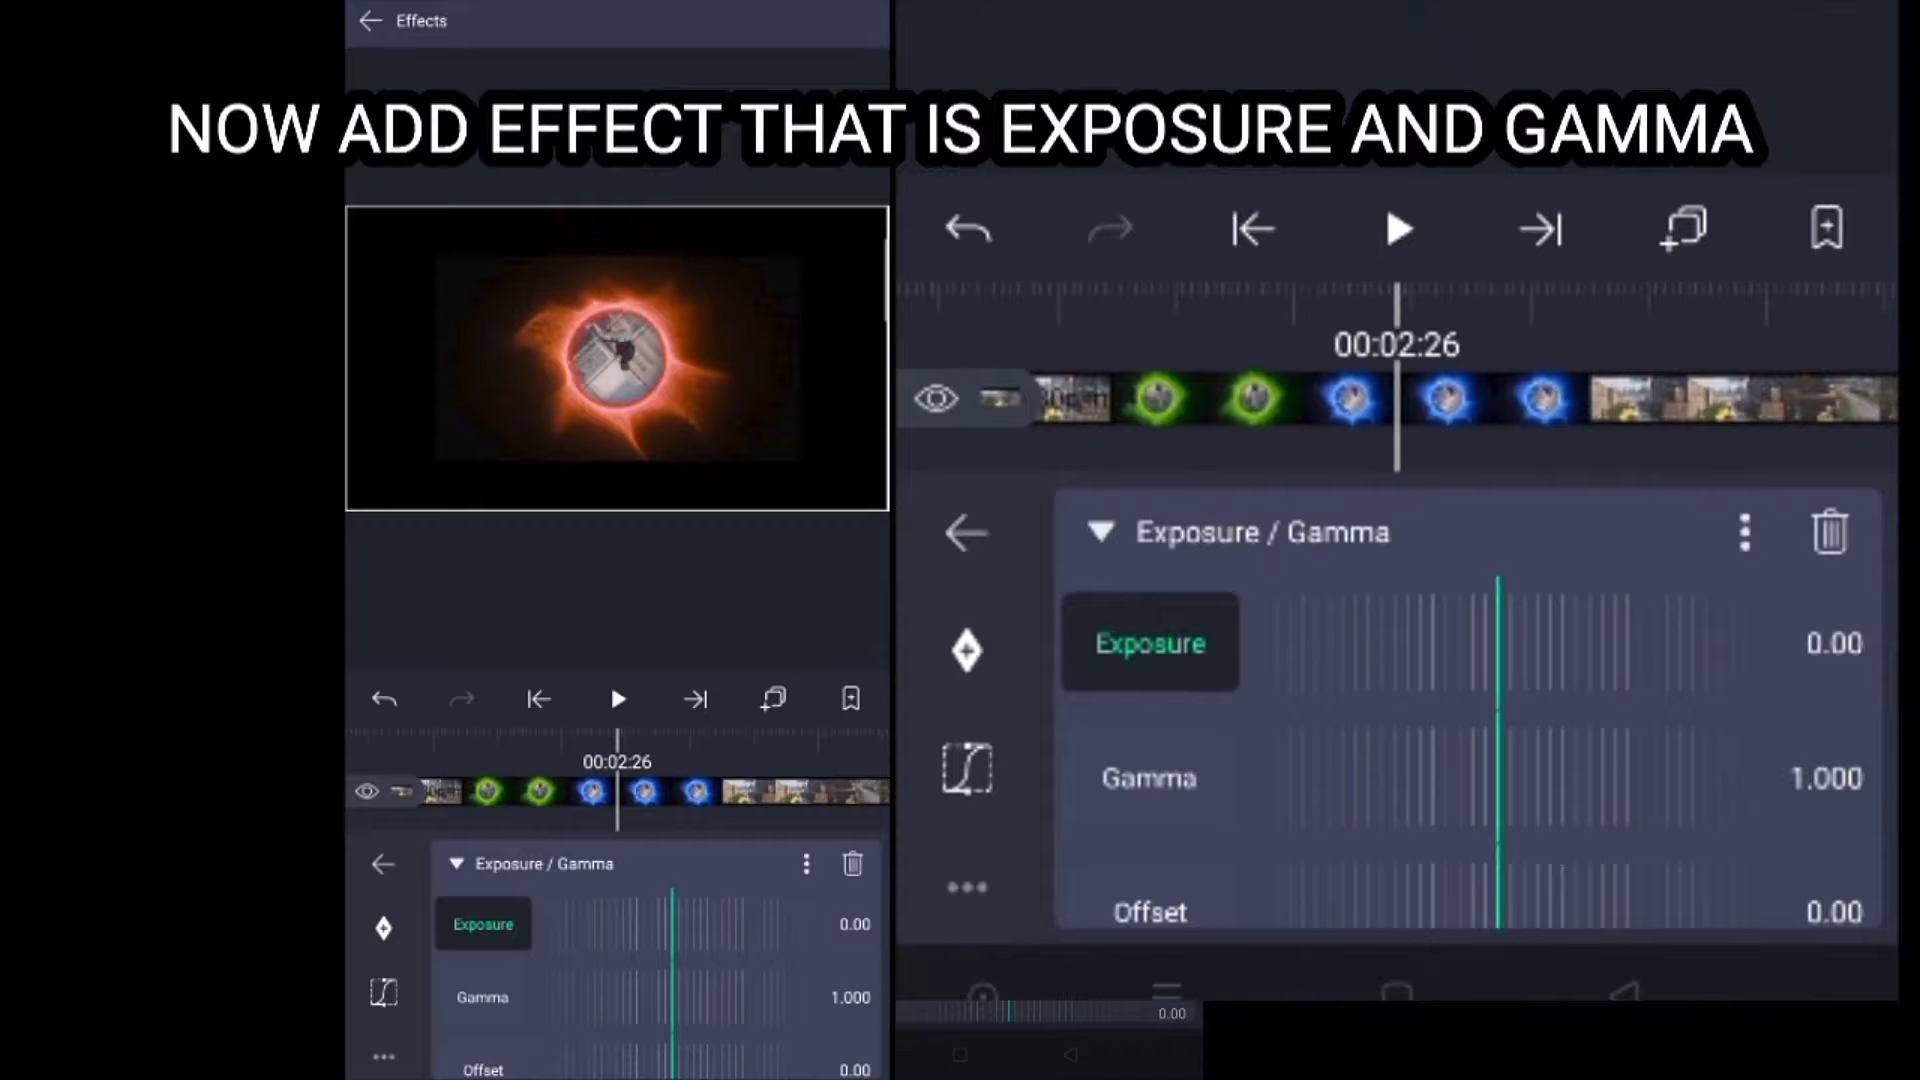 Effects
NOW ADD EFFECT THAT IS EXPOSURE AND GAMMA
00:02:26
Exposure / Gamma
Exposure
0.00
Gamma
1.000
Offset
0.00
00:02:26
Exposure / Gamma
Exposure
0.00
Gamma
1.000
Offset
0.00
0.00